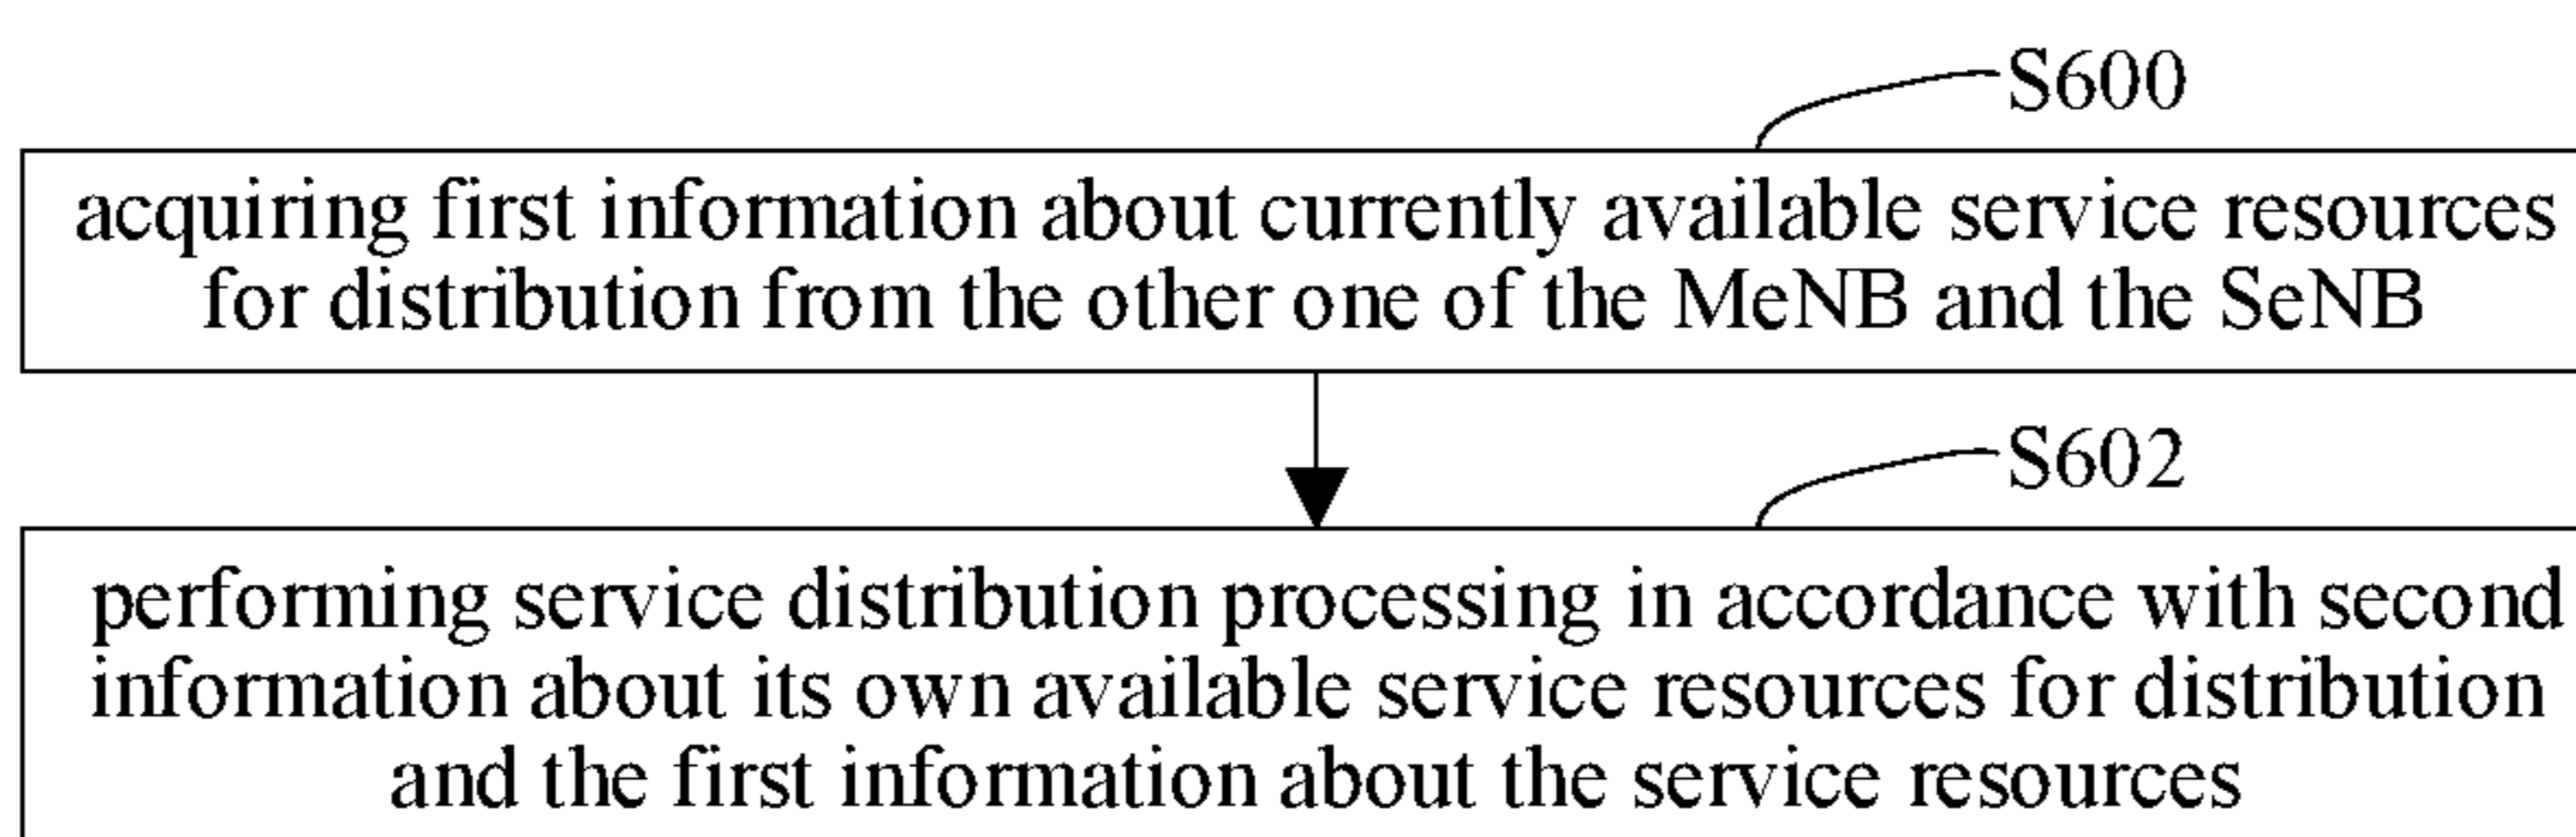 S600
acquiring first information about currently available service resources
for distribution from the other one of the MeNB and the SeNB
S602
performing service distribution processing in accordance with second
information about its own available service resources for distribution
and the first information about the service resources